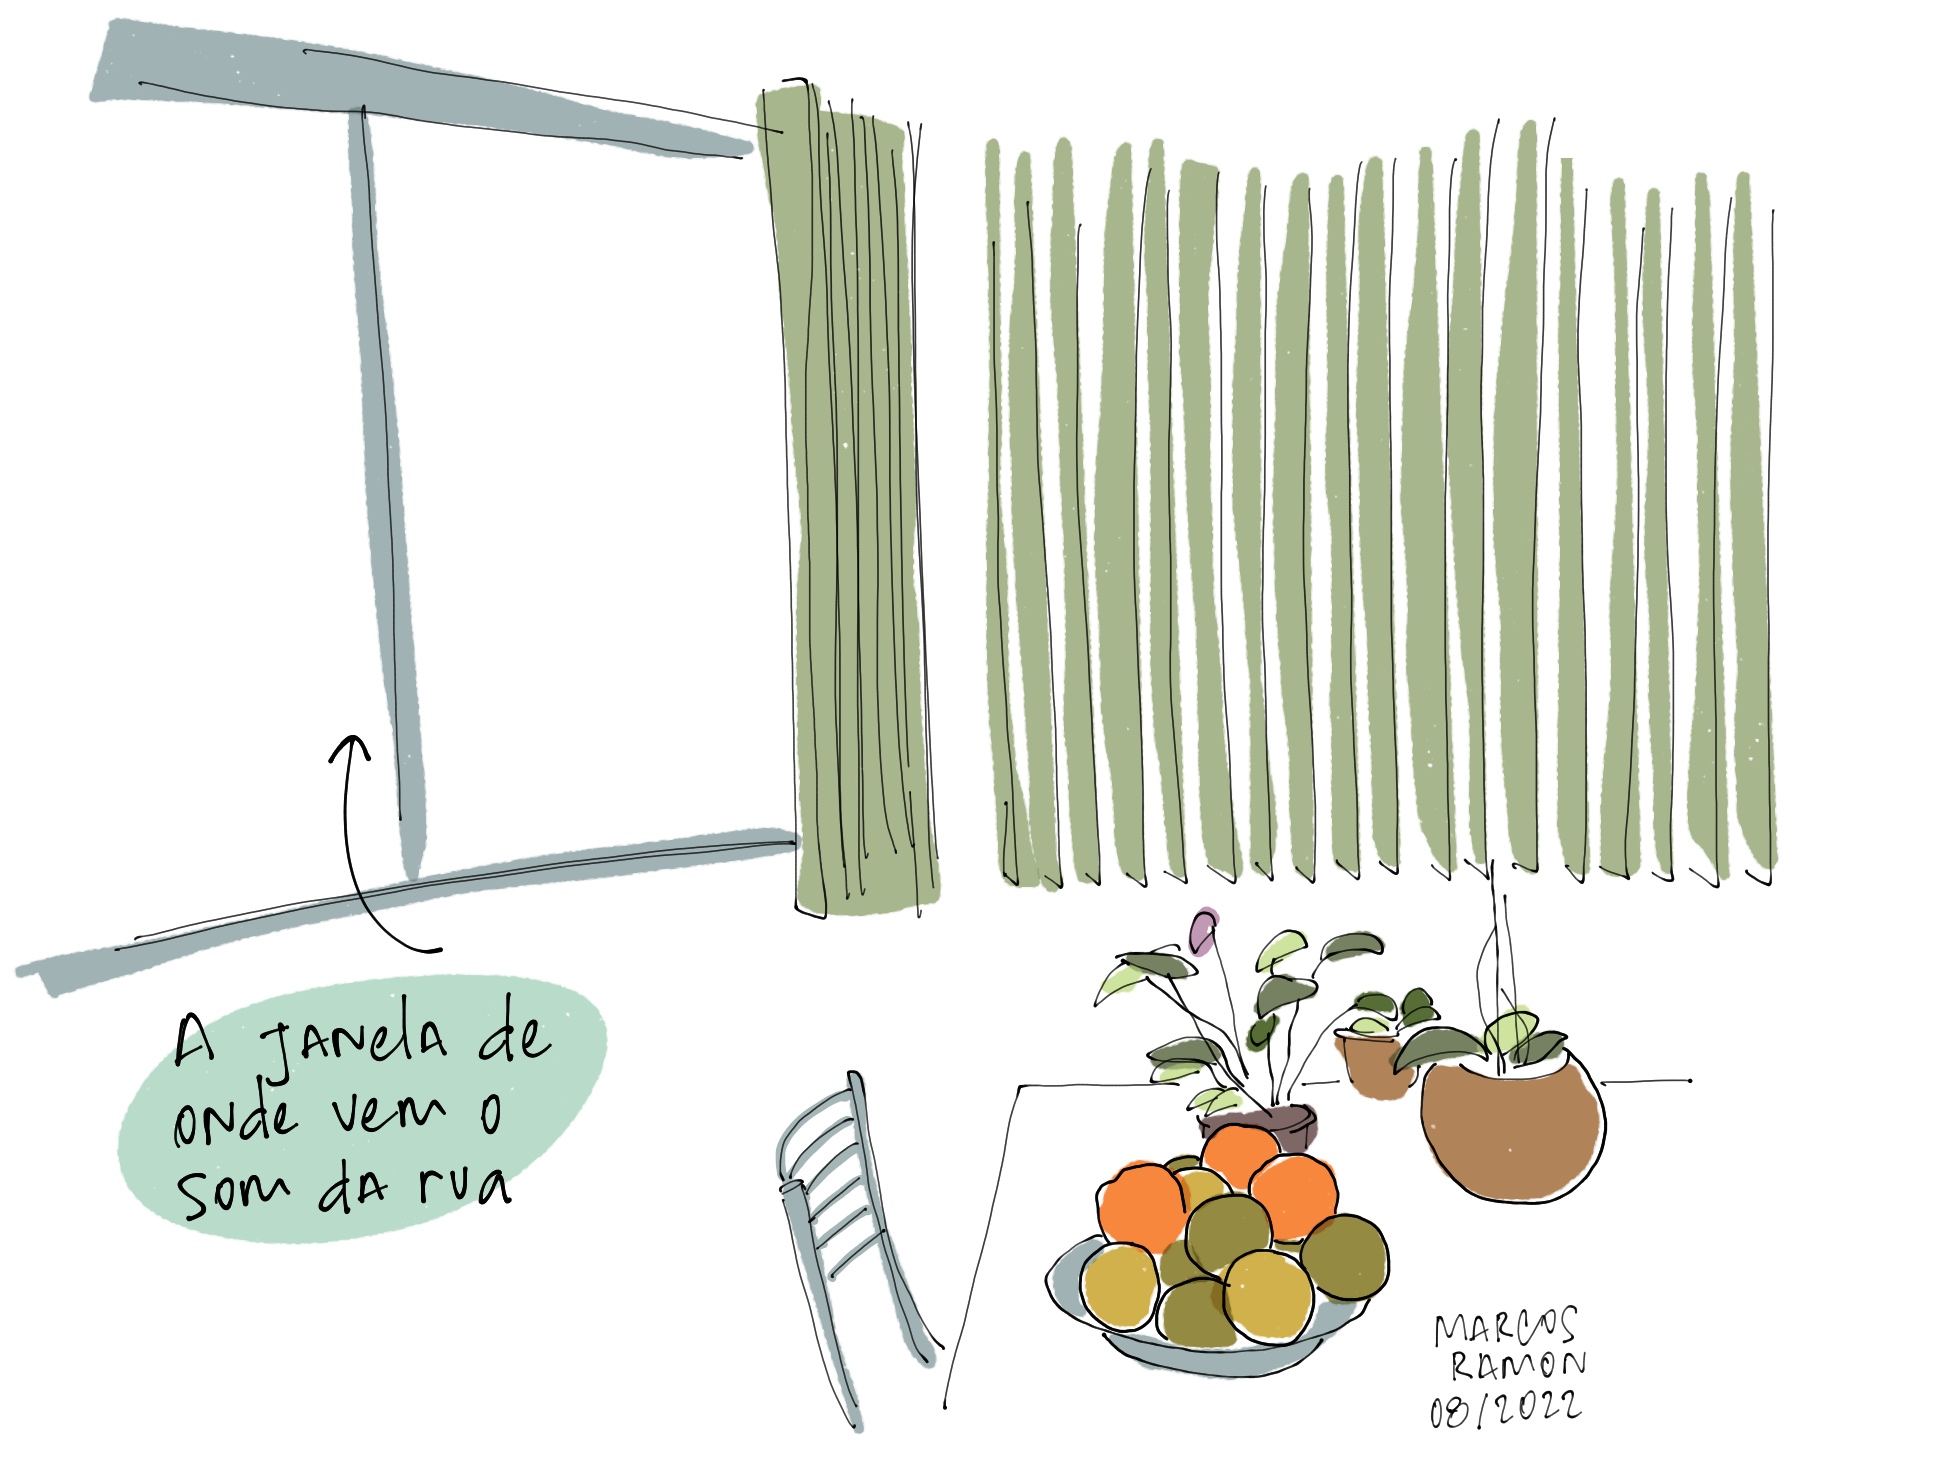 A JANELA de
ONDE vem o
som dA rua
MARCOS
RAMON
08/2022